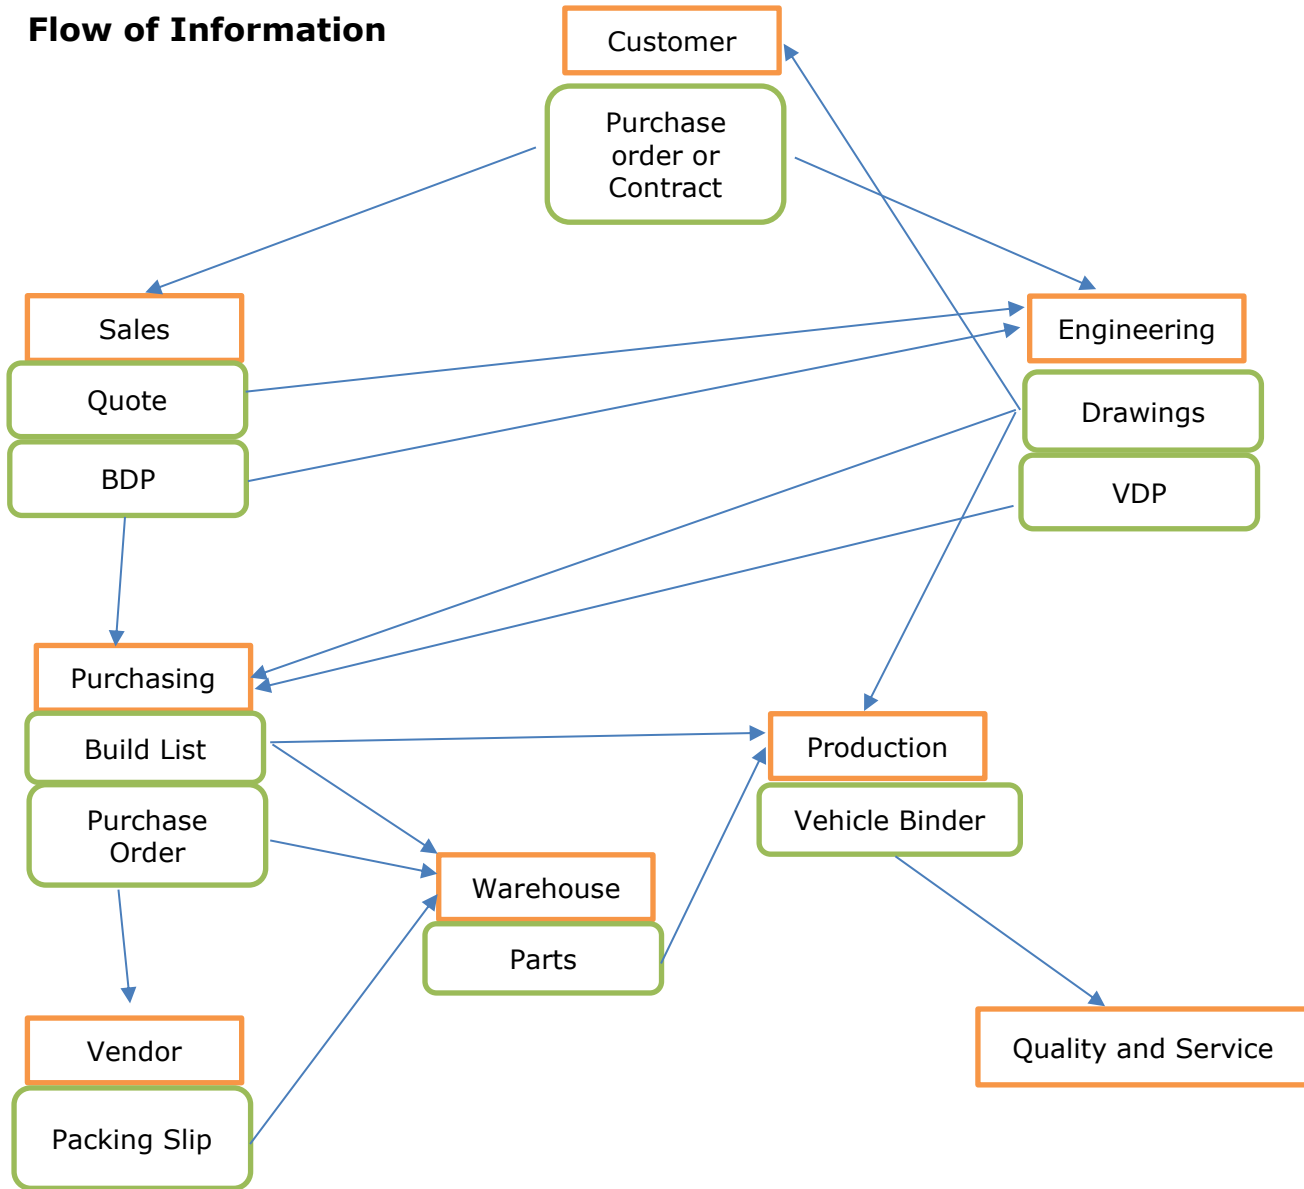 Flow of Information
Customer
Purchase
order or
Contract
Sales
Quote
BDP
Engineering
Drawings
VDP
Purchasing
Build List
Purchase
Order
Production
Vehicle Binder
Warehouse
Parts
Vendor
Packing Slip
Quality and Service